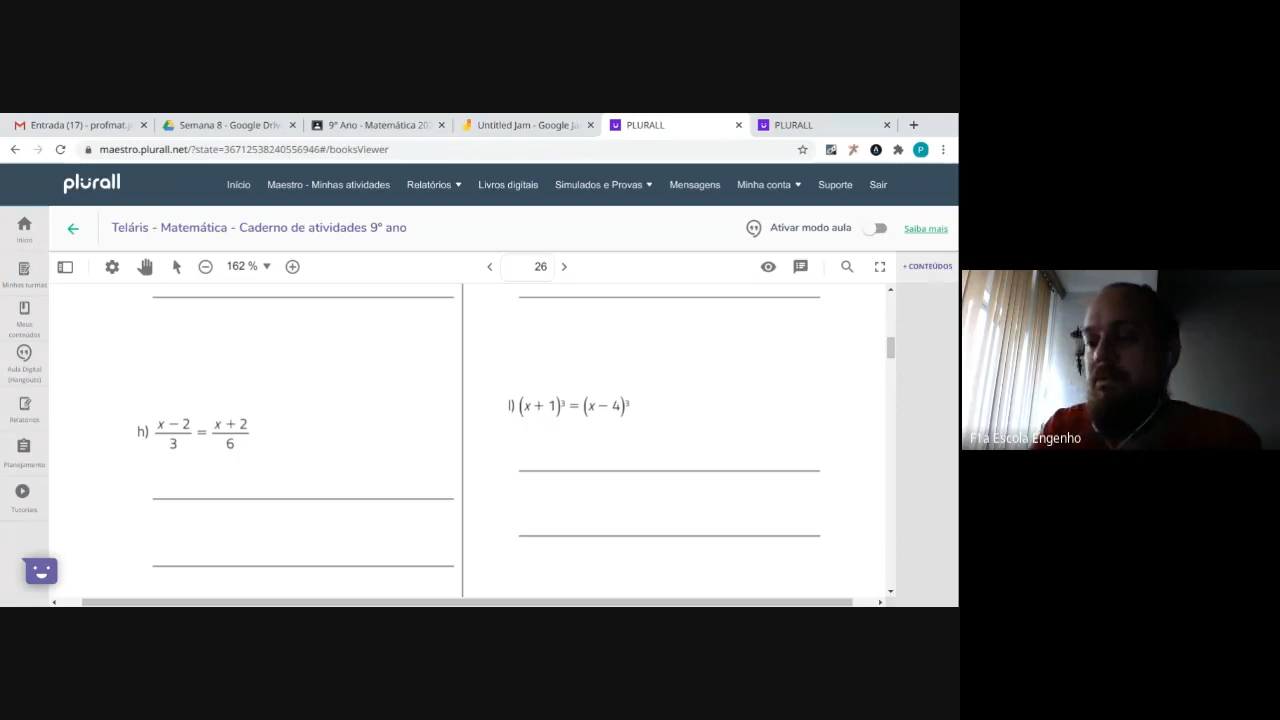 Entrada (17) - profmat.j
Semana 8 - Google Driv
9º Ano - Matemática 202
Untitled Jam - Google Ja
PLURALL
PLURALL
maestro.plurall.net/?state=36712538240556946#/booksViewer
P
plurall
Início
Maestro - Minhas atividades
Relatórios
Livros digitais
Simulados e Provas
Mensagens
Minha conta
Suporte
Sair
Teláris - Matemática - Caderno de atividades 9º ano
Ativar modo aula
Saiba mais
162 %
26
+ CONTEÚDOS
Início
Minhas turmas
Meus
conteúdos
Aula Digital
(Hangouts)
Relatórios
Planejamento
Tutoriais
h) (x − 2)/3 = (x + 2)/6
l) (x + 1)³ = (x − 4)³
F1a Escola Engenho